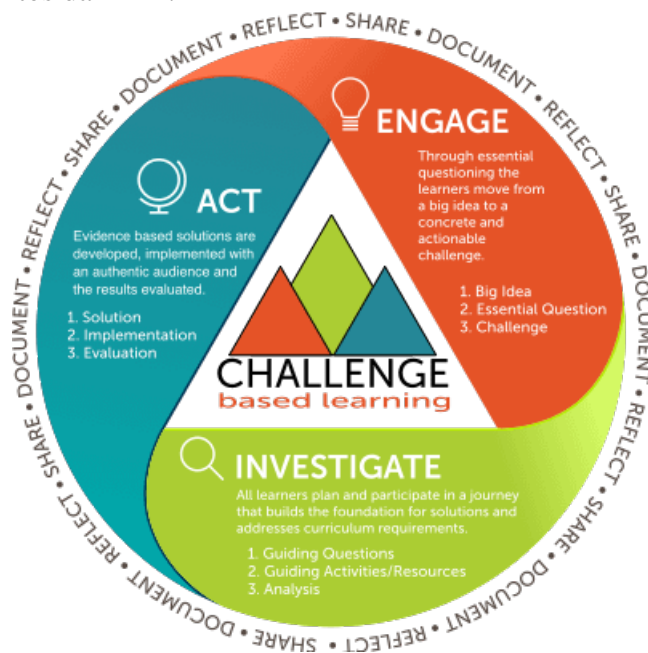 DOCUMENT • REFLECT • SHARE • DOCUMENT • REFLECT • SHARE • DOCUMENT • REFLECT • SHARE • DOCUMENT • REFLECT • SHARE • DOCUMENT • REFLECT • SHARE • DOCUMENT • REFLECT • SHARE •
ENGAGE
Through essential
questioning the
learners move from
a big idea to a
concrete and
actionable
challenge.
1. Big Idea
2. Essential Question
3. Challenge
ACT
Evidence based solutions are
developed, implemented with
an authentic audience and
the results evaluated.
1. Solution
2. Implementation
3. Evaluation
CHALLENGE
based learning
INVESTIGATE
All learners plan and participate in a journey
that builds the foundation for solutions and
addresses curriculum requirements.
1. Guiding Questions
2. Guiding Activities/Resources
3. Analysis